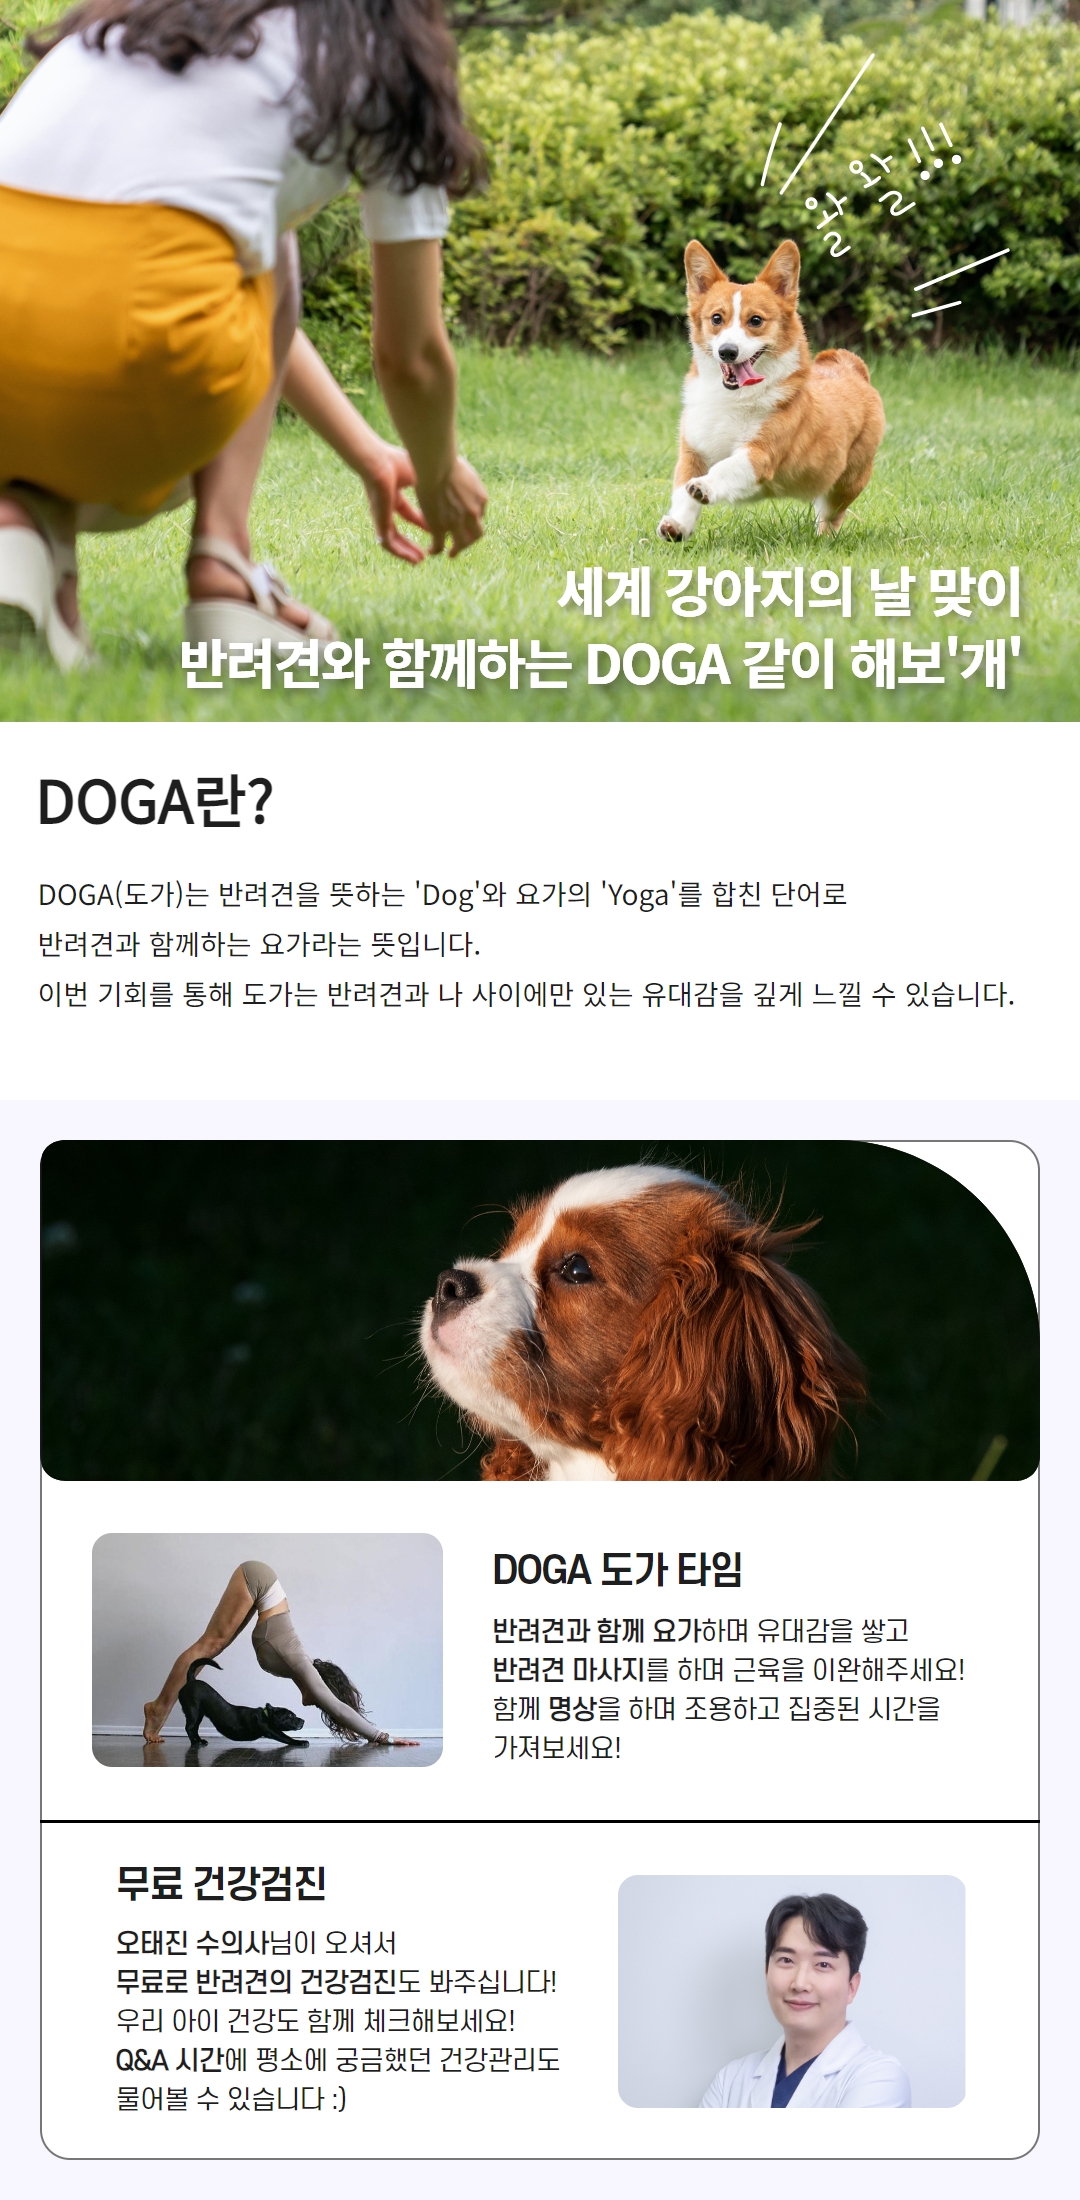 왈 왈!!!
세계 강아지의 날 맞이
반려견와 함께하는 DOGA 같이 해보'개'
DOGA란?
DOGA(도가)는 반려견을 뜻하는 'Dog'와 요가의 'Yoga'를 합친 단어로
반려견과 함께하는 요가라는 뜻입니다.
이번 기회를 통해 도가는 반려견과 나 사이에만 있는 유대감을 깊게 느낄 수 있습니다.
DOGA 도가 타임
반려견과 함께 요가하며 유대감을 쌓고
반려견 마사지를 하며 근육을 이완해주세요!
함께 명상을 하며 조용하고 집중된 시간을
가져보세요!
무료 건강검진
오태진 수의사님이 오셔서
무료로 반려견의 건강검진도 봐주십니다!
우리 아이 건강도 함께 체크해보세요!
Q&A 시간에 평소에 궁금했던 건강관리도
물어볼 수 있습니다 :)